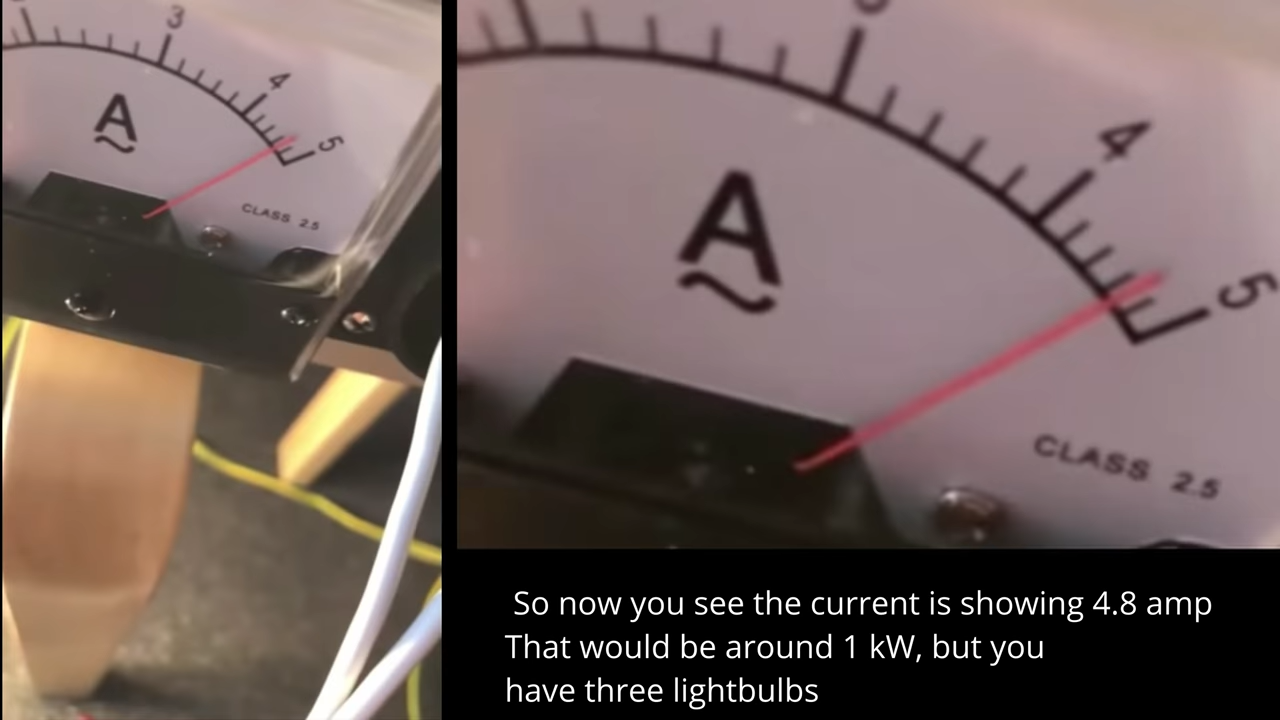 3
4
5
A
~
CLASS 2.5
3
4
5
A
~
CLASS 2.5
So now you see the current is showing 4.8 amp
That would be around 1 kW, but you
have three lightbulbs